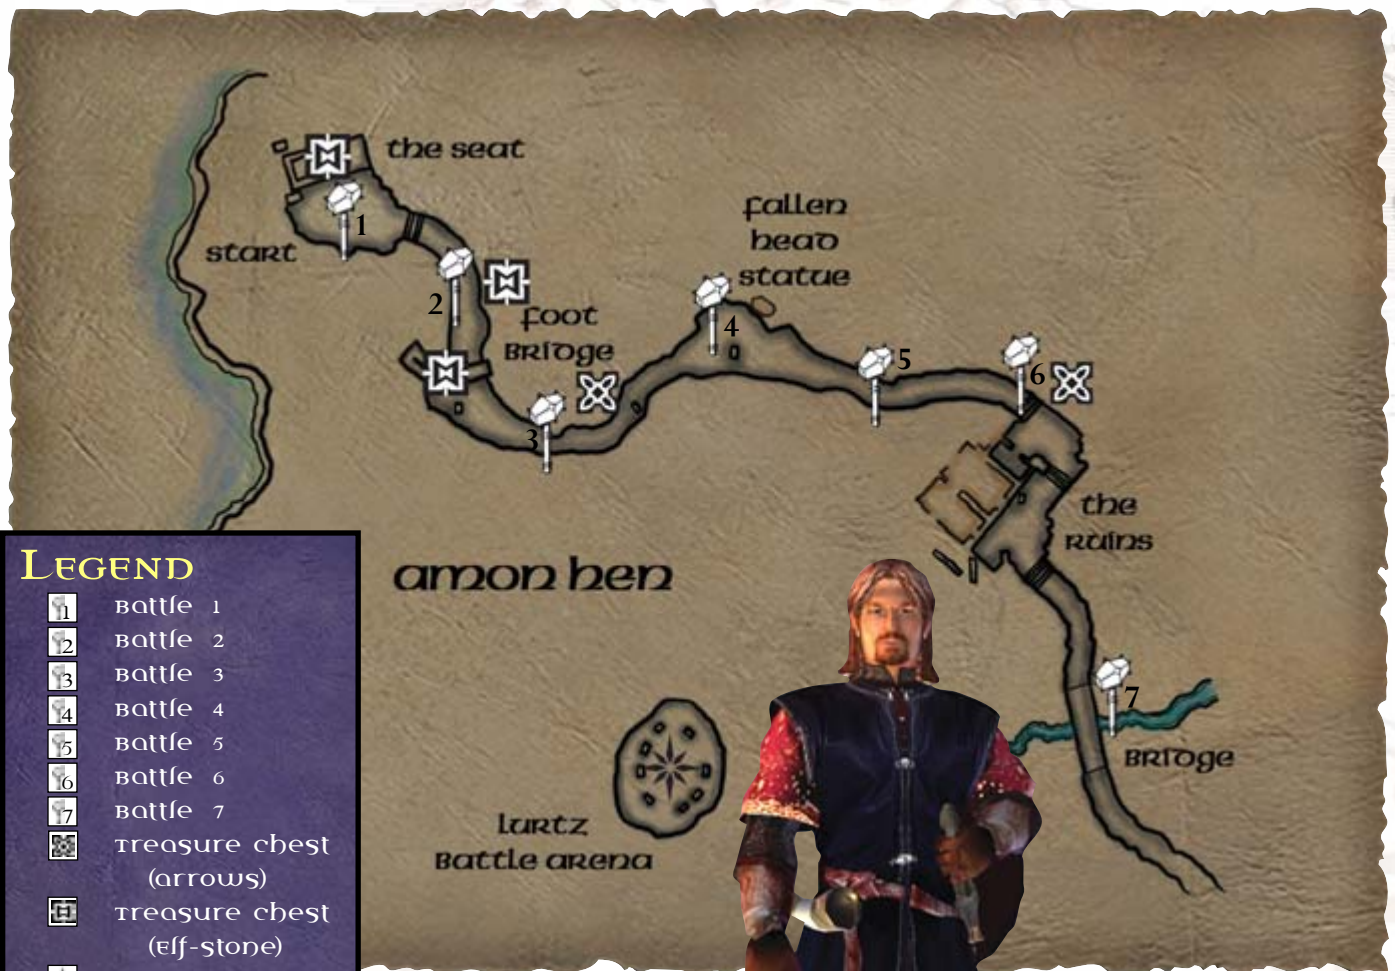 the seat
1
start
2
foot
bridge
fallen
head
statue
4
5
6
3
the
ruins
amon hen
7
bridge
lurtz
battle arena
Legend
1 battle 1
2 battle 2
3 battle 3
4 battle 4
5 battle 5
6 battle 6
7 battle 7
treasure chest
(arrows)
treasure chest
(Elf-stone)